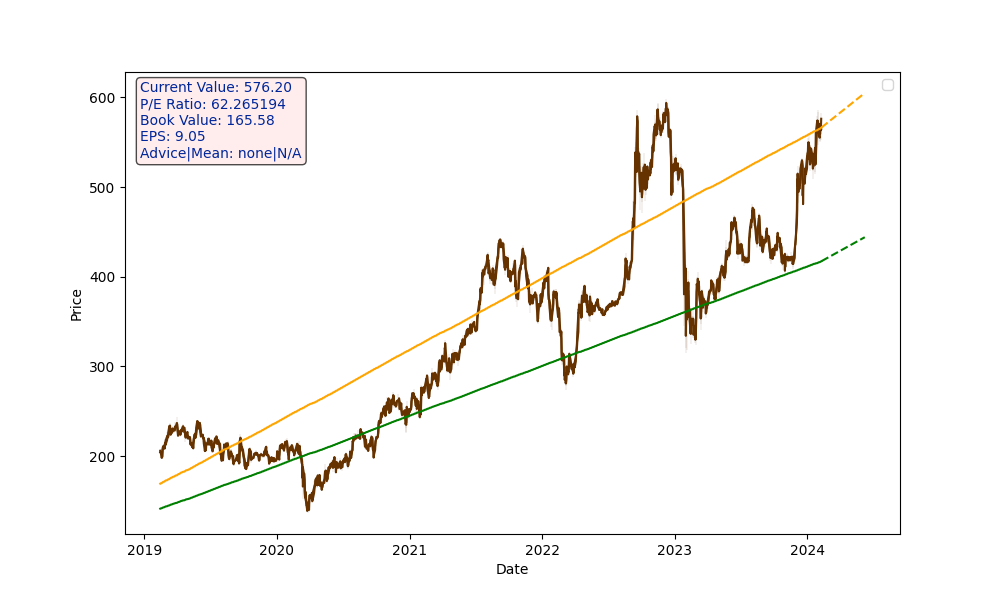 Current Value: 576.20
P/E Ratio: 62.265194
Book Value: 165.58
EPS: 9.05
Advice|Mean: none|N/A
600
500
400
300
200
Price
2019 2020 2021 2022 2023 2024
Date